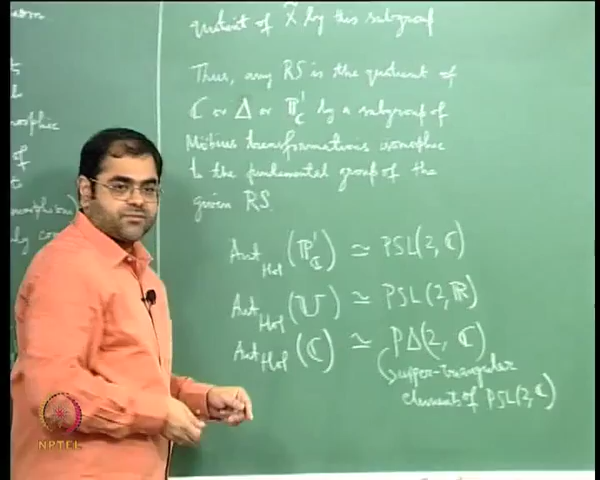 quotient of X̃ by this subgroup
Thus, any RS is the quotient of
ℂ or Δ or ℙ¹_ℂ by a subgroup of
Möbius transformations isomorphic
to the fundamental group of the
given RS.
Aut_Hol (ℙ¹_ℂ) ≃ PSL(2, ℂ)
Aut_Hol (U) ≃ PSL(2, ℝ)
Aut_Hol (ℂ) ≃ PΔ(2, ℂ)
(upper-triangular
elements of PSL(2, ℂ)
NPTEL